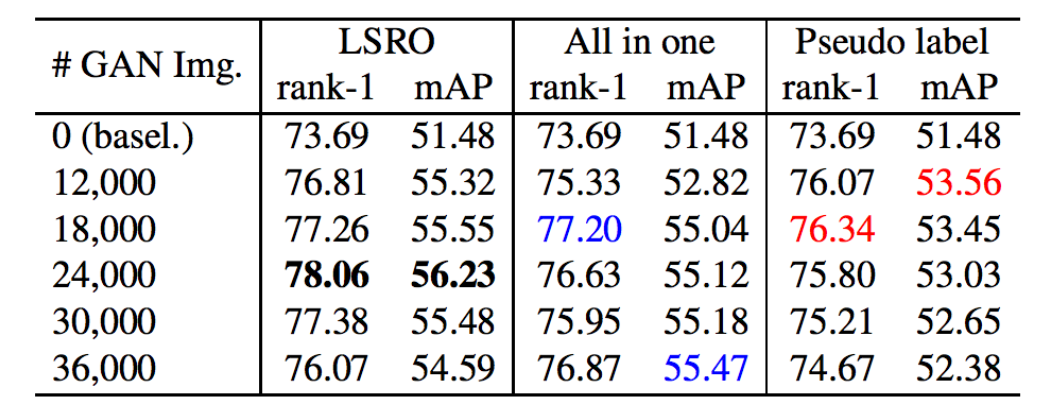 # GAN Img. LSRO All in one Pseudo label
rank-1 mAP rank-1 mAP rank-1 mAP
0 (basel.) 73.69 51.48 73.69 51.48 73.69 51.48
12,000 76.81 55.32 75.33 52.82 76.07 53.56
18,000 77.26 55.55 77.20 55.04 76.34 53.45
24,000 78.06 56.23 76.63 55.12 75.80 53.03
30,000 77.38 55.48 75.95 55.18 75.21 52.65
36,000 76.07 54.59 76.87 55.47 74.67 52.38